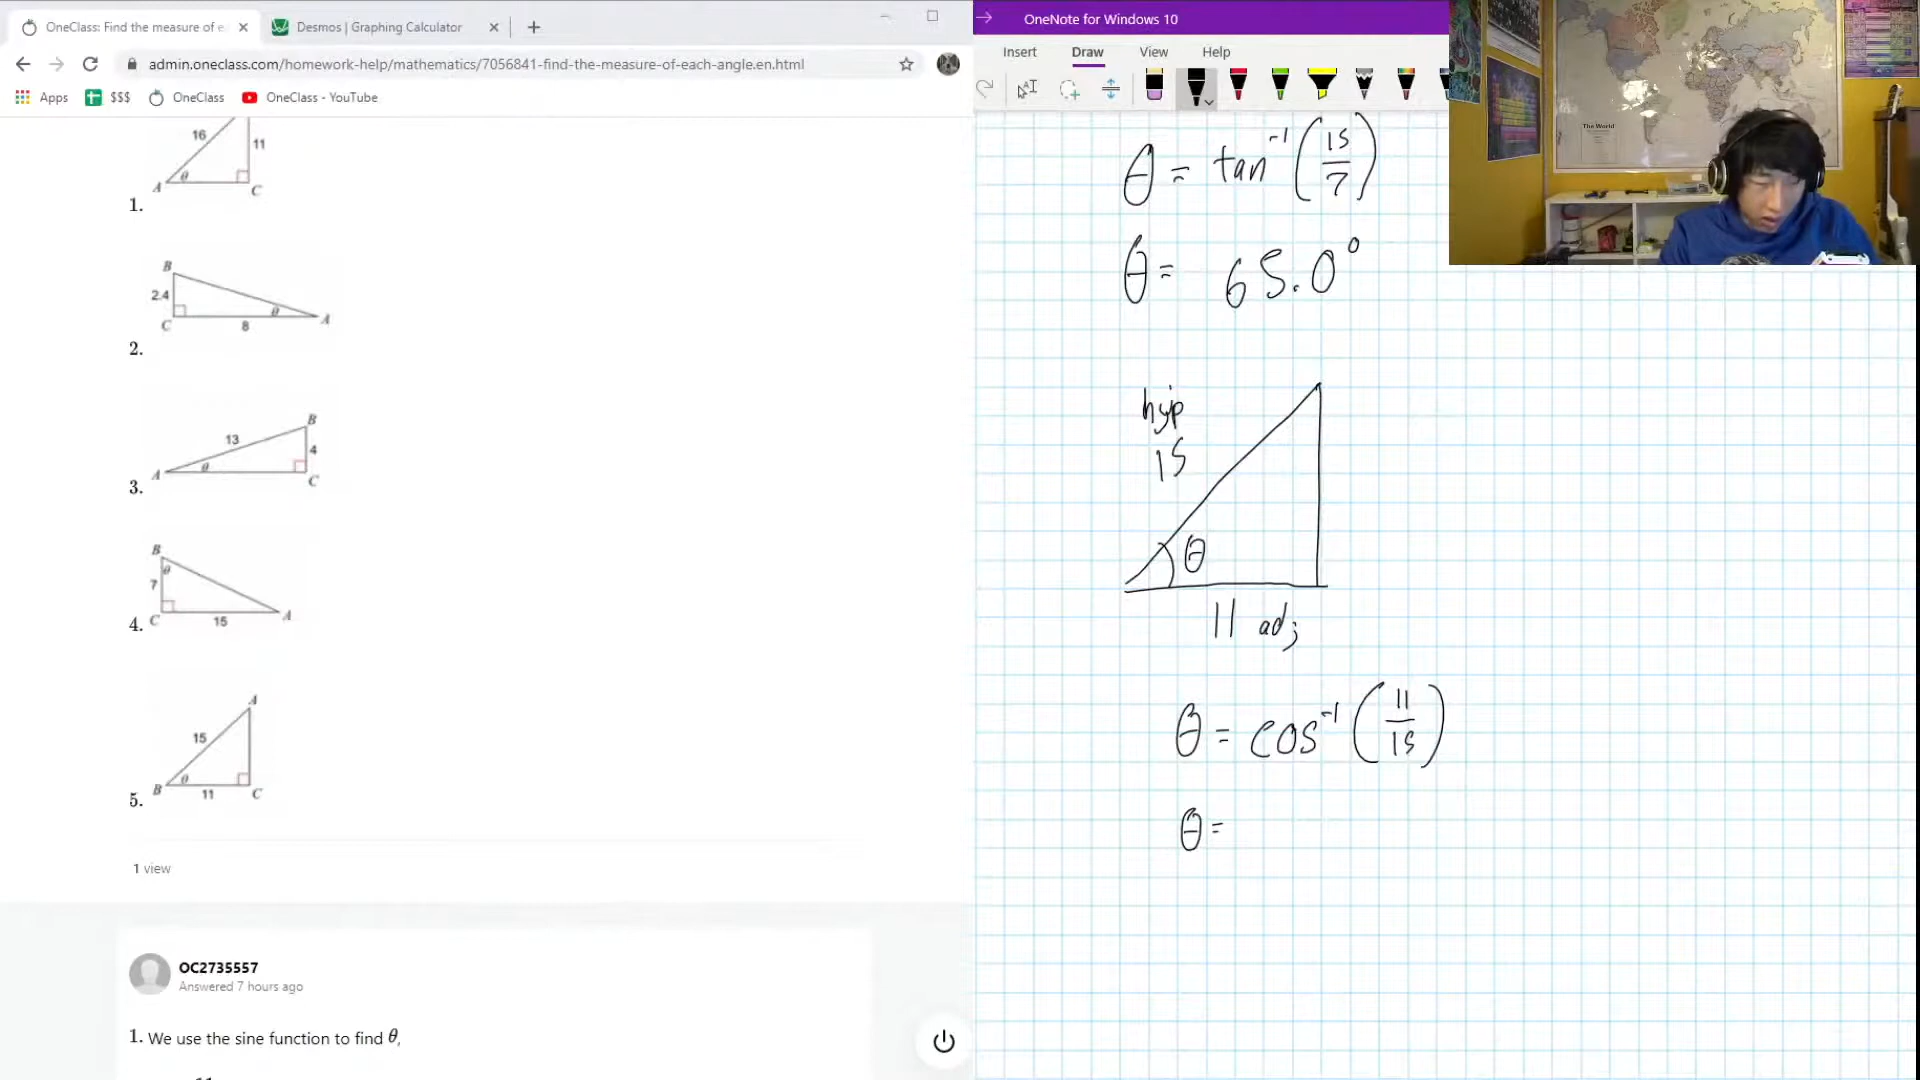 OneClass: Find the measure of e
Desmos | Graphing Calculator
admin.oneclass.com/homework-help/mathematics/7056841-find-the-measure-of-each-angle.en.html
Apps
$$$
OneClass
OneClass - YouTube
16
11
A
θ
C
1.
B
2.4
C
8
θ
A
2.
B
13
4
A
θ
C
3.
B
θ
7
C
15
A
4.
A
15
B
θ
11
C
5.
1 view
OC2735557
Answered 7 hours ago
1. We use the sine function to find θ,
OneNote for Windows 10
Insert Draw View Help
θ = tan⁻¹ (15/7)
θ = 65.0°
hyp
15
θ
11 adj
θ = cos⁻¹ (11/15)
θ =
The World